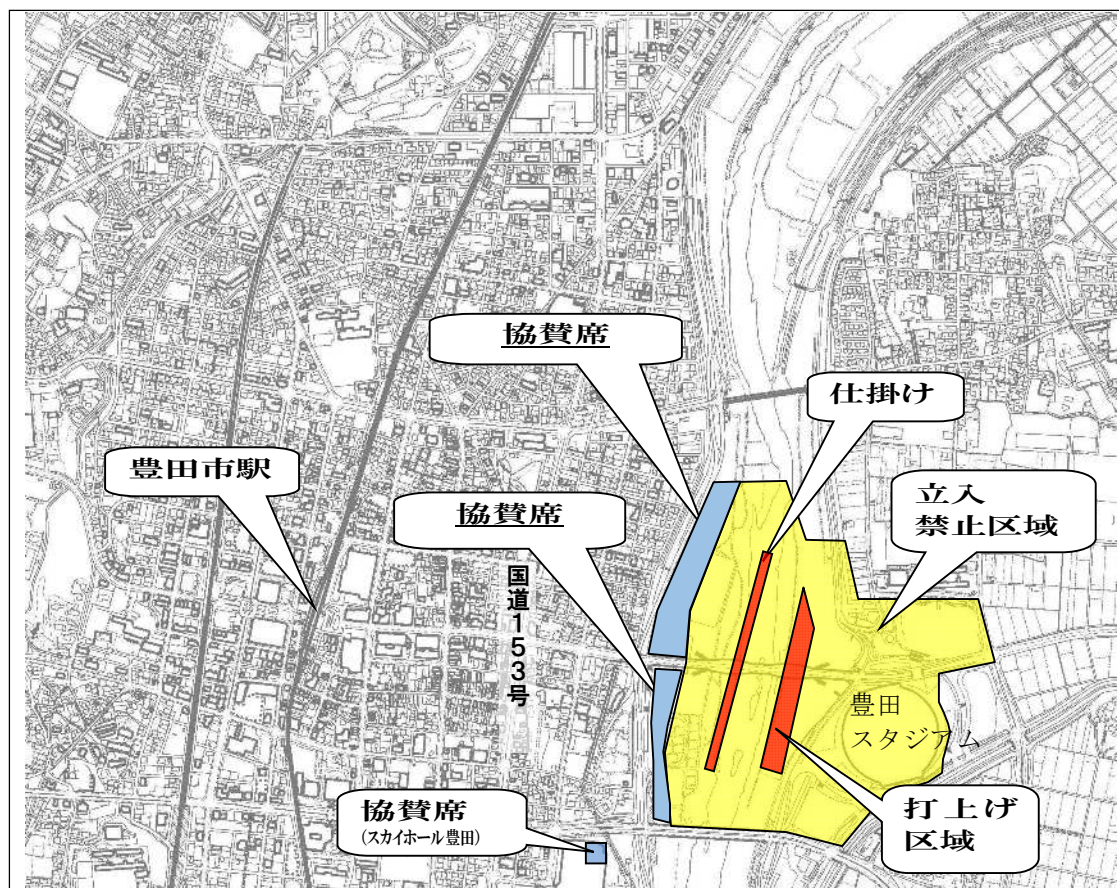 協賛席
仕掛け
豊田市駅
協賛席
立入
禁止区域
国道153号
豊田
スタジアム
協賛席
(スカイホール豊田)
打上げ
区域